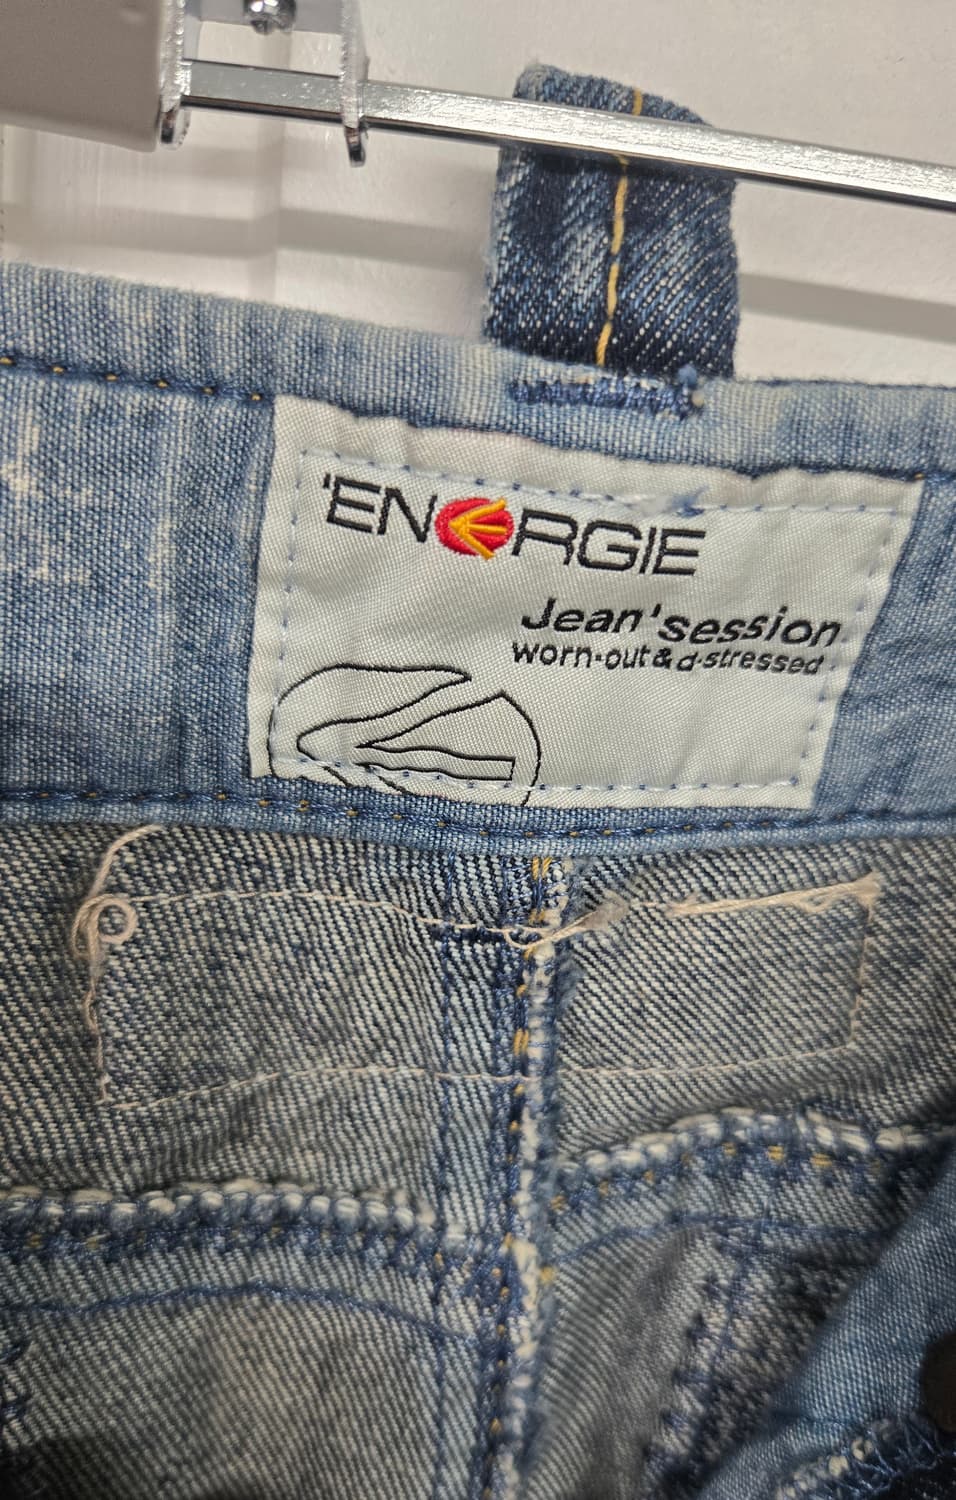 'ENERGIE
Jean'session
worn-out & d-stressed